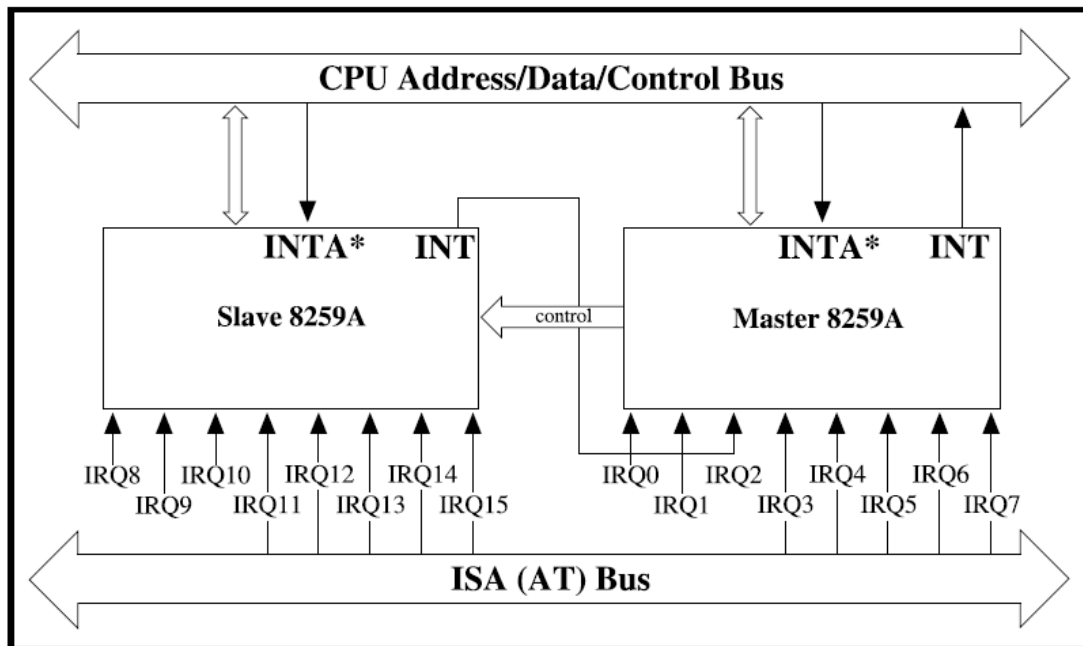 CPU Address/Data/Control Bus
INTA* INT
INTA* INT
Slave 8259A
control
Master 8259A
IRQ8 IRQ10 IRQ12 IRQ14
IRQ9 IRQ11 IRQ13 IRQ15
IRQ0 IRQ2 IRQ4 IRQ6
IRQ1 IRQ3 IRQ5 IRQ7
ISA (AT) Bus